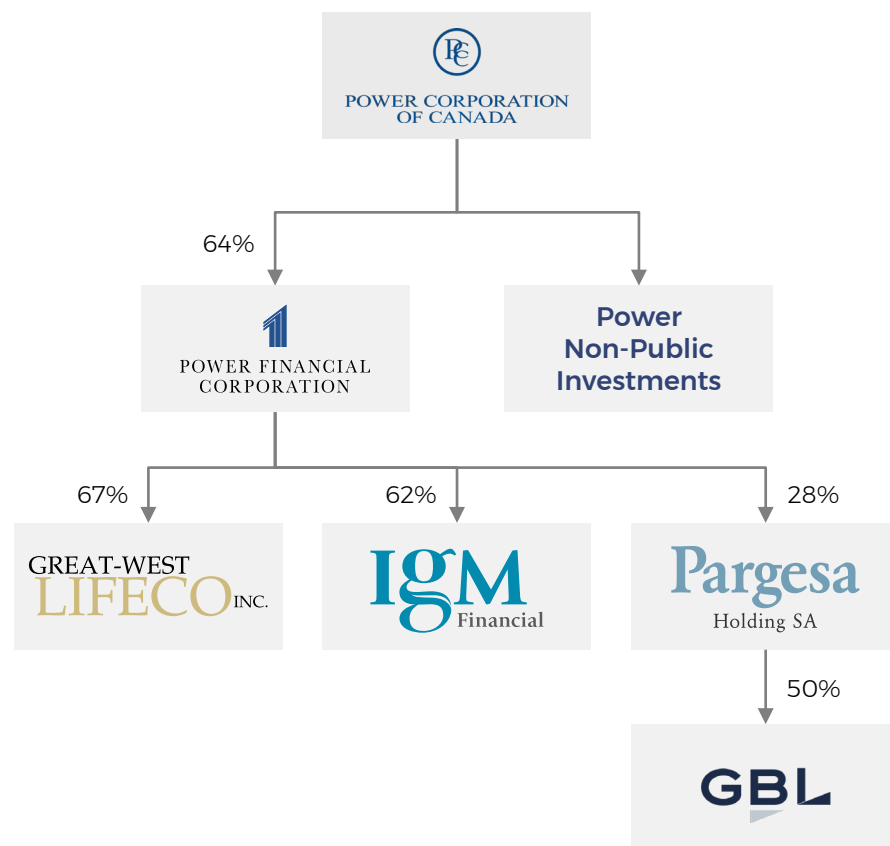 PCC
POWER CORPORATION
OF CANADA
64%
POWER FINANCIAL
CORPORATION
Power
Non-Public
Investments
67%
62%
28%
GREAT-WEST
LIFECO INC.
IGM
Financial
Pargesa
Holding SA
50%
GBL